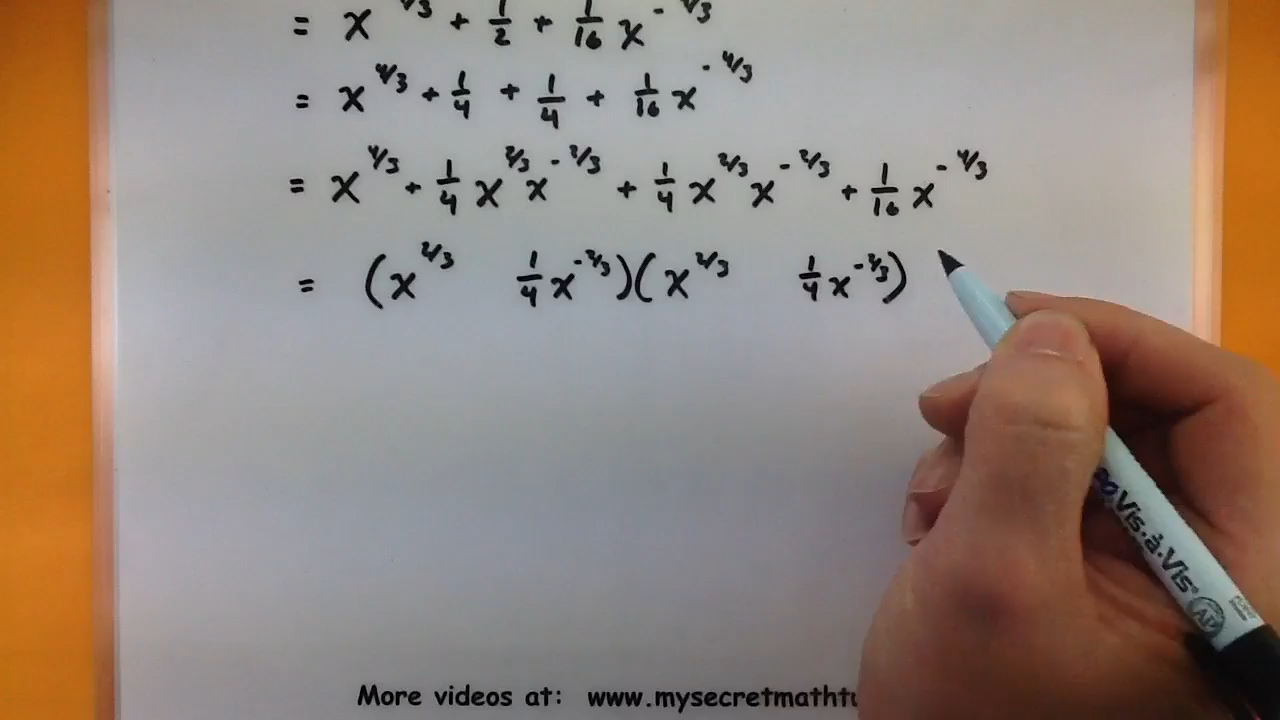 = x^4/3 + 1/2 + 1/16 x^-4/3
= x^4/3 + 1/4 + 1/4 + 1/16 x^-4/3
= x^4/3 + 1/4 x^2/3 x^-2/3 + 1/4 x^2/3 x^-2/3 + 1/16 x^-4/3
= (x^2/3 1/4 x^-2/3)(x^2/3 1/4 x^-2/3)
Vis·à·Vis®
AP
More videos at: www.mysecretmatht